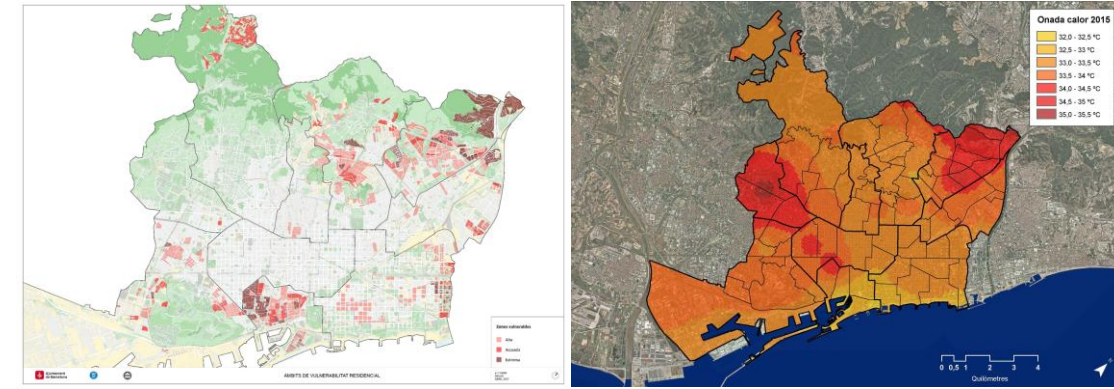 Zones vulnerables
Alta
Acusada
Extrema
Ajuntament
de Barcelona
ÀMBITS DE VULNERABILITAT RESIDENCIAL
Onada calor 2015
32,0 - 32,5 ºC
32,5 - 33 ºC
33,0 - 33,5 ºC
33,5 - 34 ºC
34,0 - 34,5 ºC
34,5 - 35 ºC
35,0 - 35,5 ºC
0 0,5 1 2 3 4
Quilòmetres